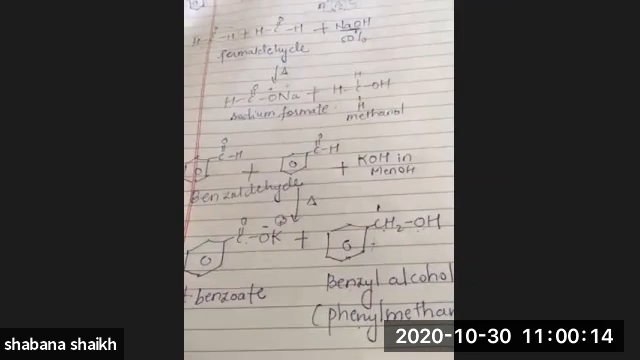 H-C-H + H-C-H + NaOH
O O 50%
formaldehyde
Δ
H-C-ONa + H-C-OH
O H
H
sodium formate methanol
O O
C-H + C-H + KOH in
MenOH
Benzaldehyde
Δ
O
C-OK + CH2-OH
benzoate Benzyl alcohol
(phenylmethan
shabana shaikh
2020-10-30 11:00:14